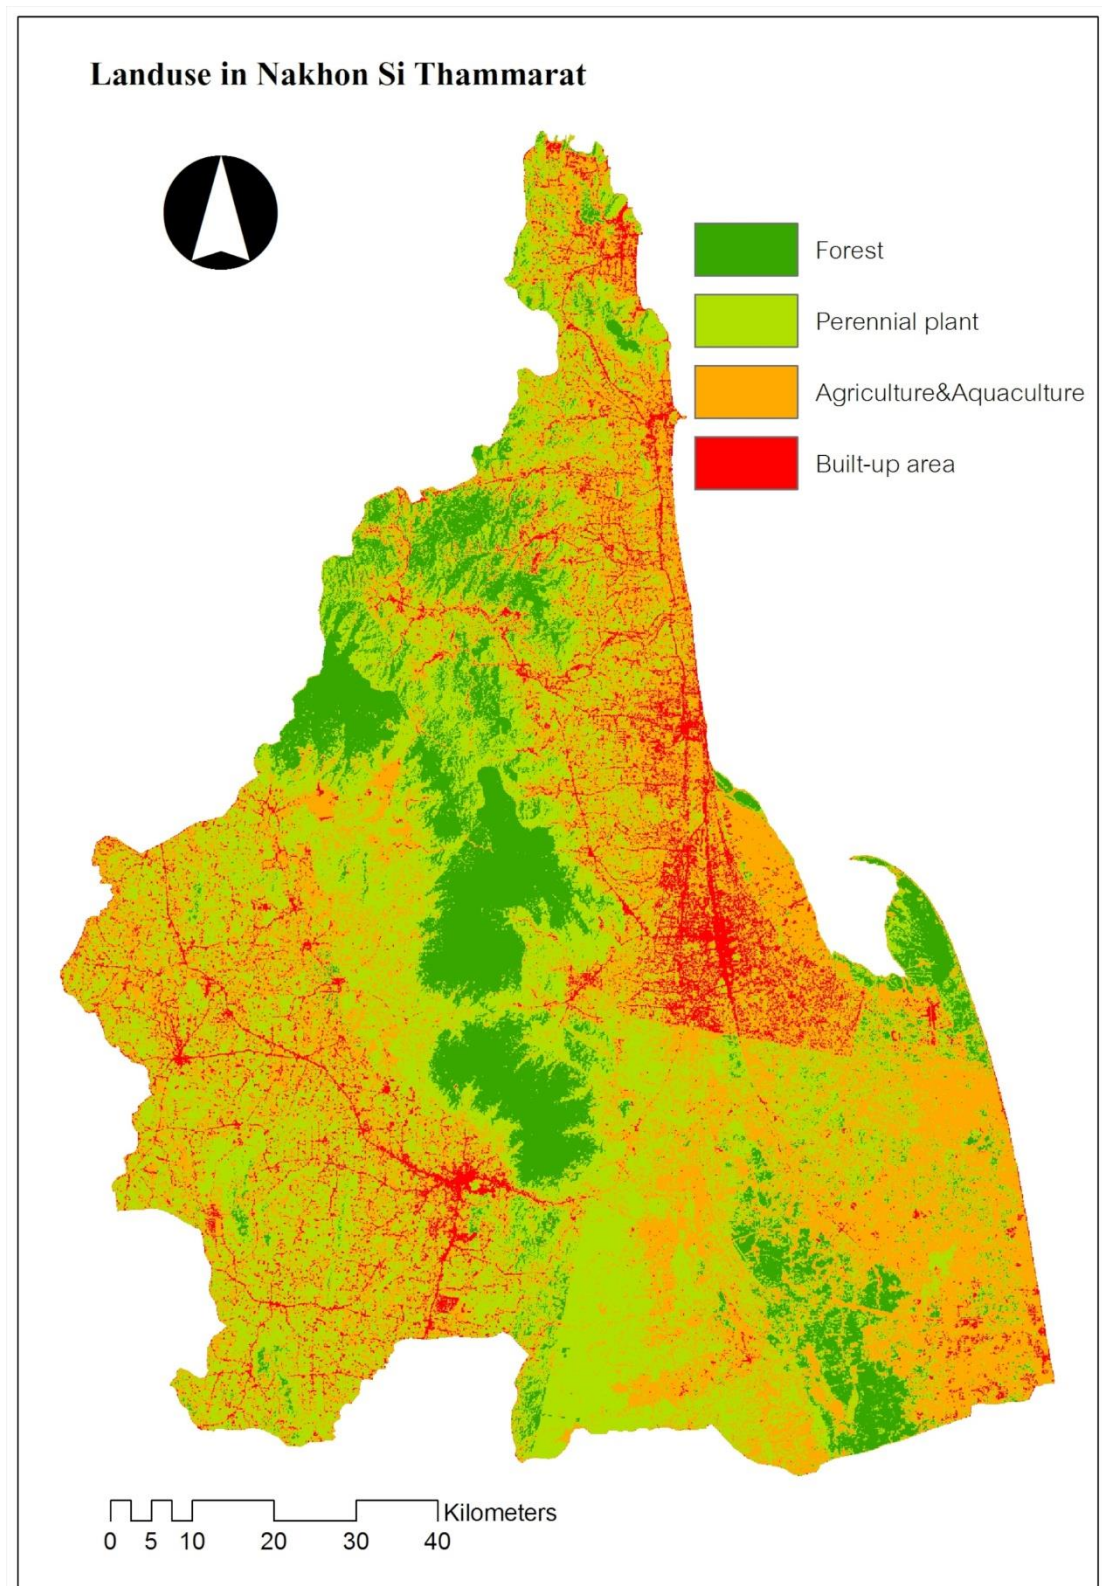 Landuse in Nakhon Si Thammarat
Forest
Perennial plant
Agriculture&Aquaculture
Built-up area
Kilometers
0 5 10 20 30 40